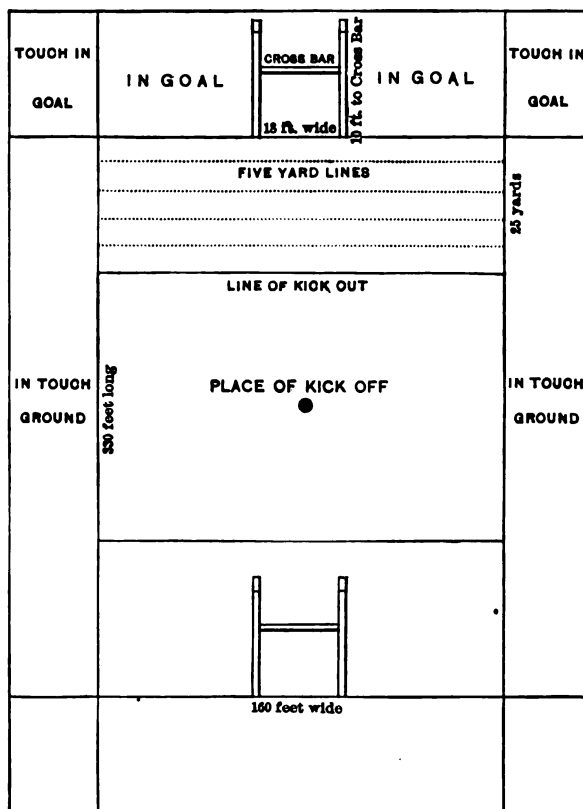 TOUCH IN
GOAL
IN GOAL
CROSS BAR
18 ft. wide
10 ft. to Cross Bar
IN GOAL
TOUCH IN
GOAL
FIVE YARD LINES
25 yards
LINE OF KICK OUT
IN TOUCH
GROUND
330 feet long
PLACE OF KICK OFF
IN TOUCH
GROUND
160 feet wide